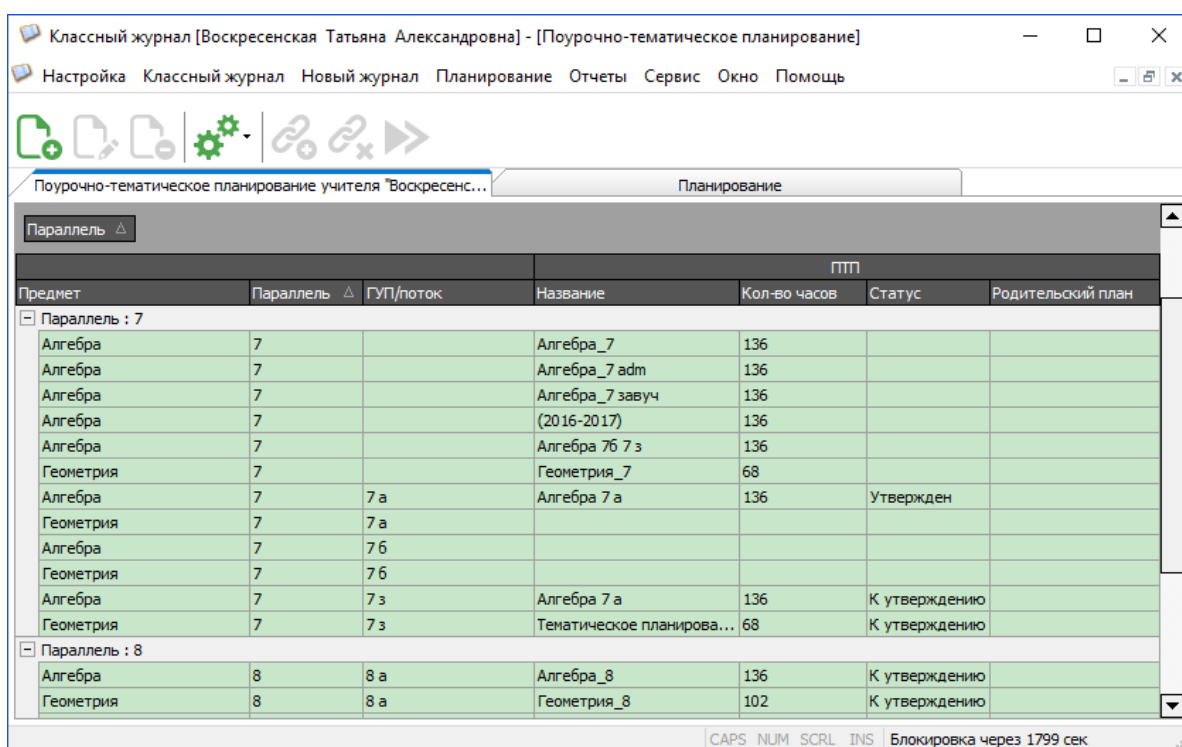 Классный журнал [Воскресенская Татьяна Александровна] - [Поурочно-тематическое планирование]
Настройка Классный журнал Новый журнал Планирование Отчеты Сервис Окно Помощь
Поурочно-тематическое планирование учителя "Воскресенс... Планирование
Параллель
ПТП
Предмет Параллель ГУП/поток Название Кол-во часов Статус Родительский план
Параллель : 7
Алгебра 7 Алгебра_7 136
Алгебра 7 Алгебра_7 adm 136
Алгебра 7 Алгебра_7 завуч 136
Алгебра 7 (2016-2017) 136
Алгебра 7 Алгебра 7б 7 з 136
Геометрия 7 Геометрия_7 68
Алгебра 7 7 а Алгебра 7 а 136 Утвержден
Геометрия 7 7 а
Алгебра 7 7 б
Геометрия 7 7 б
Алгебра 7 7 з Алгебра 7 а 136 К утверждению
Геометрия 7 7 з Тематическое планирова... 68 К утверждению
Параллель : 8
Алгебра 8 8 а Алгебра_8 136 К утверждению
Геометрия 8 8 а Геометрия_8 102 К утверждению
CAPS NUM SCRL INS Блокировка через 1799 сек